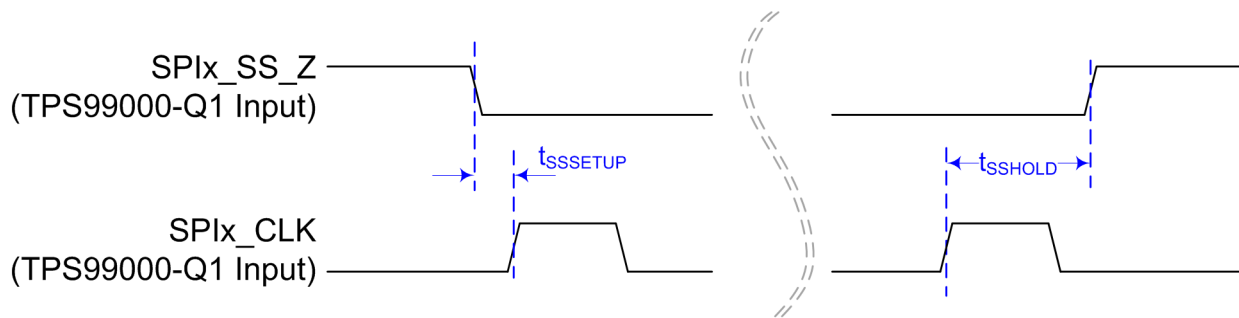 SPIx_SS_Z
(TPS99000-Q1 Input)
tSSSETUP
tSSHOLD
SPIx_CLK
(TPS99000-Q1 Input)